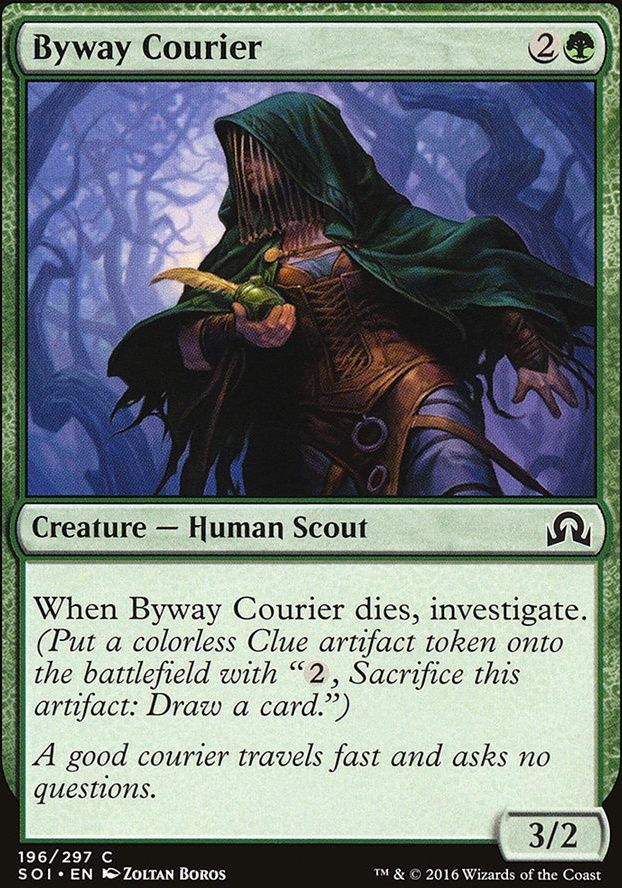 Byway Courier 2
Creature — Human Scout
When Byway Courier dies, investigate.
(Put a colorless Clue artifact token onto
the battlefield with “2, Sacrifice this
artifact: Draw a card.”)
A good courier travels fast and asks no
questions.
3/2
196/297 C
SOI • EN Zoltan Boros
™ & © 2016 Wizards of the Coast